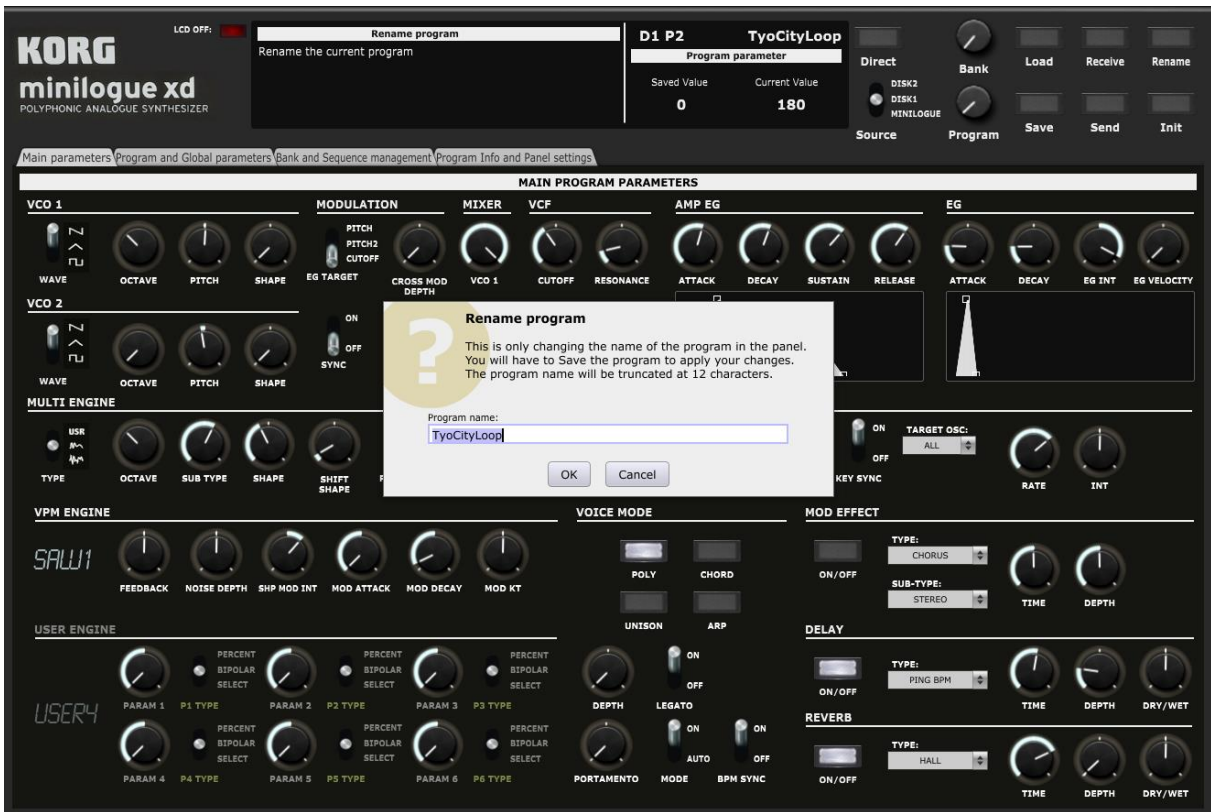 KORG
minilogue xd
POLYPHONIC ANALOGUE SYNTHESIZER
LCD OFF:
Rename program
Rename the current program
D1 P2 TyoCityLoop
Program parameter
Saved Value Current Value
0 180
Direct
DISK2
DISK1
MINILOGUE
Source
Bank
Program
Load Receive Rename
Save Send Init
Main parameters Program and Global parameters Bank and Sequence management Program Info and Panel settings
MAIN PROGRAM PARAMETERS
VCO 1
WAVE OCTAVE PITCH SHAPE
MODULATION
PITCH
PITCH2
CUTOFF
EG TARGET
CROSS MOD
DEPTH
MIXER
VCO 1
VCF
CUTOFF RESONANCE
AMP EG
ATTACK DECAY SUSTAIN RELEASE
EG
ATTACK DECAY EG INT EG VELOCITY
VCO 2
WAVE OCTAVE PITCH SHAPE
ON
OFF
SYNC
Rename program
This is only changing the name of the program in the panel.
You will have to Save the program to apply your changes.
The program name will be truncated at 12 characters.
Program name:
TyoCityLoop
OK Cancel
MULTI ENGINE
USR
TYPE OCTAVE SUB TYPE SHAPE
SHIFT
SHAPE
ON
OFF
KEY SYNC
TARGET OSC:
ALL
RATE INT
VPM ENGINE
SAW1
FEEDBACK NOISE DEPTH SHP MOD INT MOD ATTACK MOD DECAY MOD KT
VOICE MODE
POLY CHORD
UNISON ARP
MOD EFFECT
ON/OFF
TYPE:
CHORUS
SUB-TYPE:
STEREO
TIME DEPTH
USER ENGINE
USER4
PERCENT PERCENT PERCENT
BIPOLAR BIPOLAR BIPOLAR
SELECT SELECT SELECT
PARAM 1 P1 TYPE PARAM 2 P2 TYPE PARAM 3 P3 TYPE
PERCENT PERCENT PERCENT
BIPOLAR BIPOLAR BIPOLAR
SELECT SELECT SELECT
PARAM 4 P4 TYPE PARAM 5 P5 TYPE PARAM 6 P6 TYPE
ON
OFF
DEPTH LEGATO
ON ON
AUTO OFF
PORTAMENTO MODE BPM SYNC
DELAY
ON/OFF
TYPE:
PING BPM
TIME DEPTH DRY/WET
REVERB
ON/OFF
TYPE:
HALL
TIME DEPTH DRY/WET